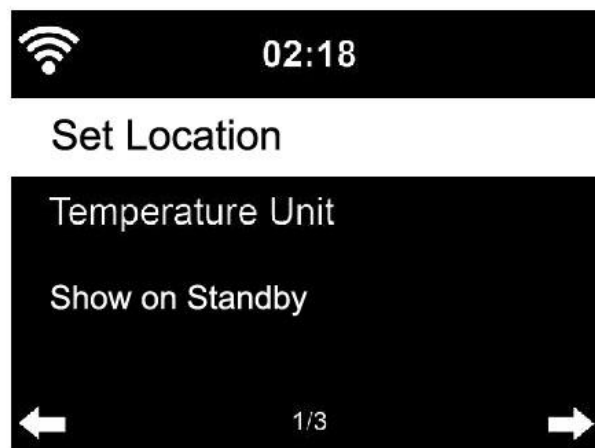 02:18
Set Location
Temperature Unit
Show on Standby
1/3